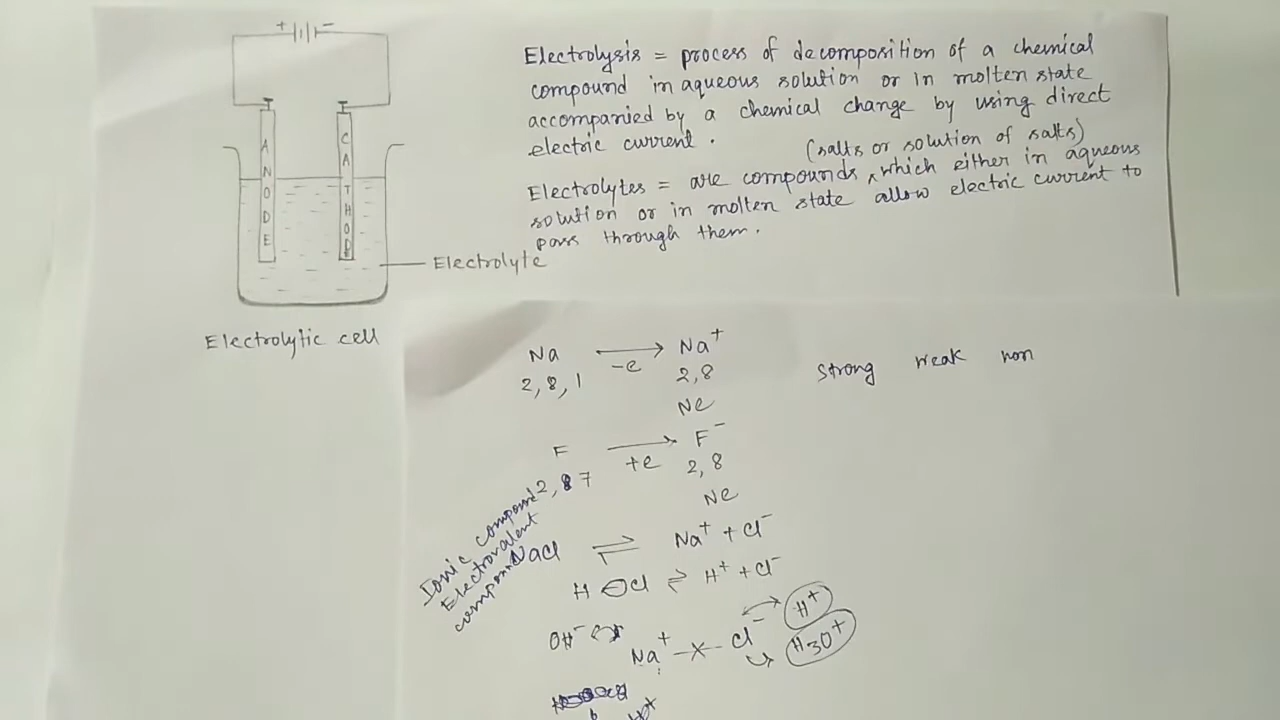 + −
ANODE
CATHODE
Electrolyte
Electrolytic cell
Electrolysis = process of decomposition of a chemical
compound in aqueous solution or in molten state
accompanied by a chemical change by using direct
electric current.
(salts or solution of salts)
Electrolytes = are compounds ^ which either in aqueous
solution or in molten state allow electric current to
pass through them.
Na −e → Na⁺
2, 8, 1 2, 8
Ne
strong weak non
F +e → F⁻
2, 7 2, 8
Ne
Ionic compound
Electrovalent
compound
NaCl ⇌ Na⁺ + Cl⁻
H Cl ⇌ H⁺ + Cl⁻
OH⁻ Na⁺ —×— Cl⁻ H⁺
H3O⁺
H⁺